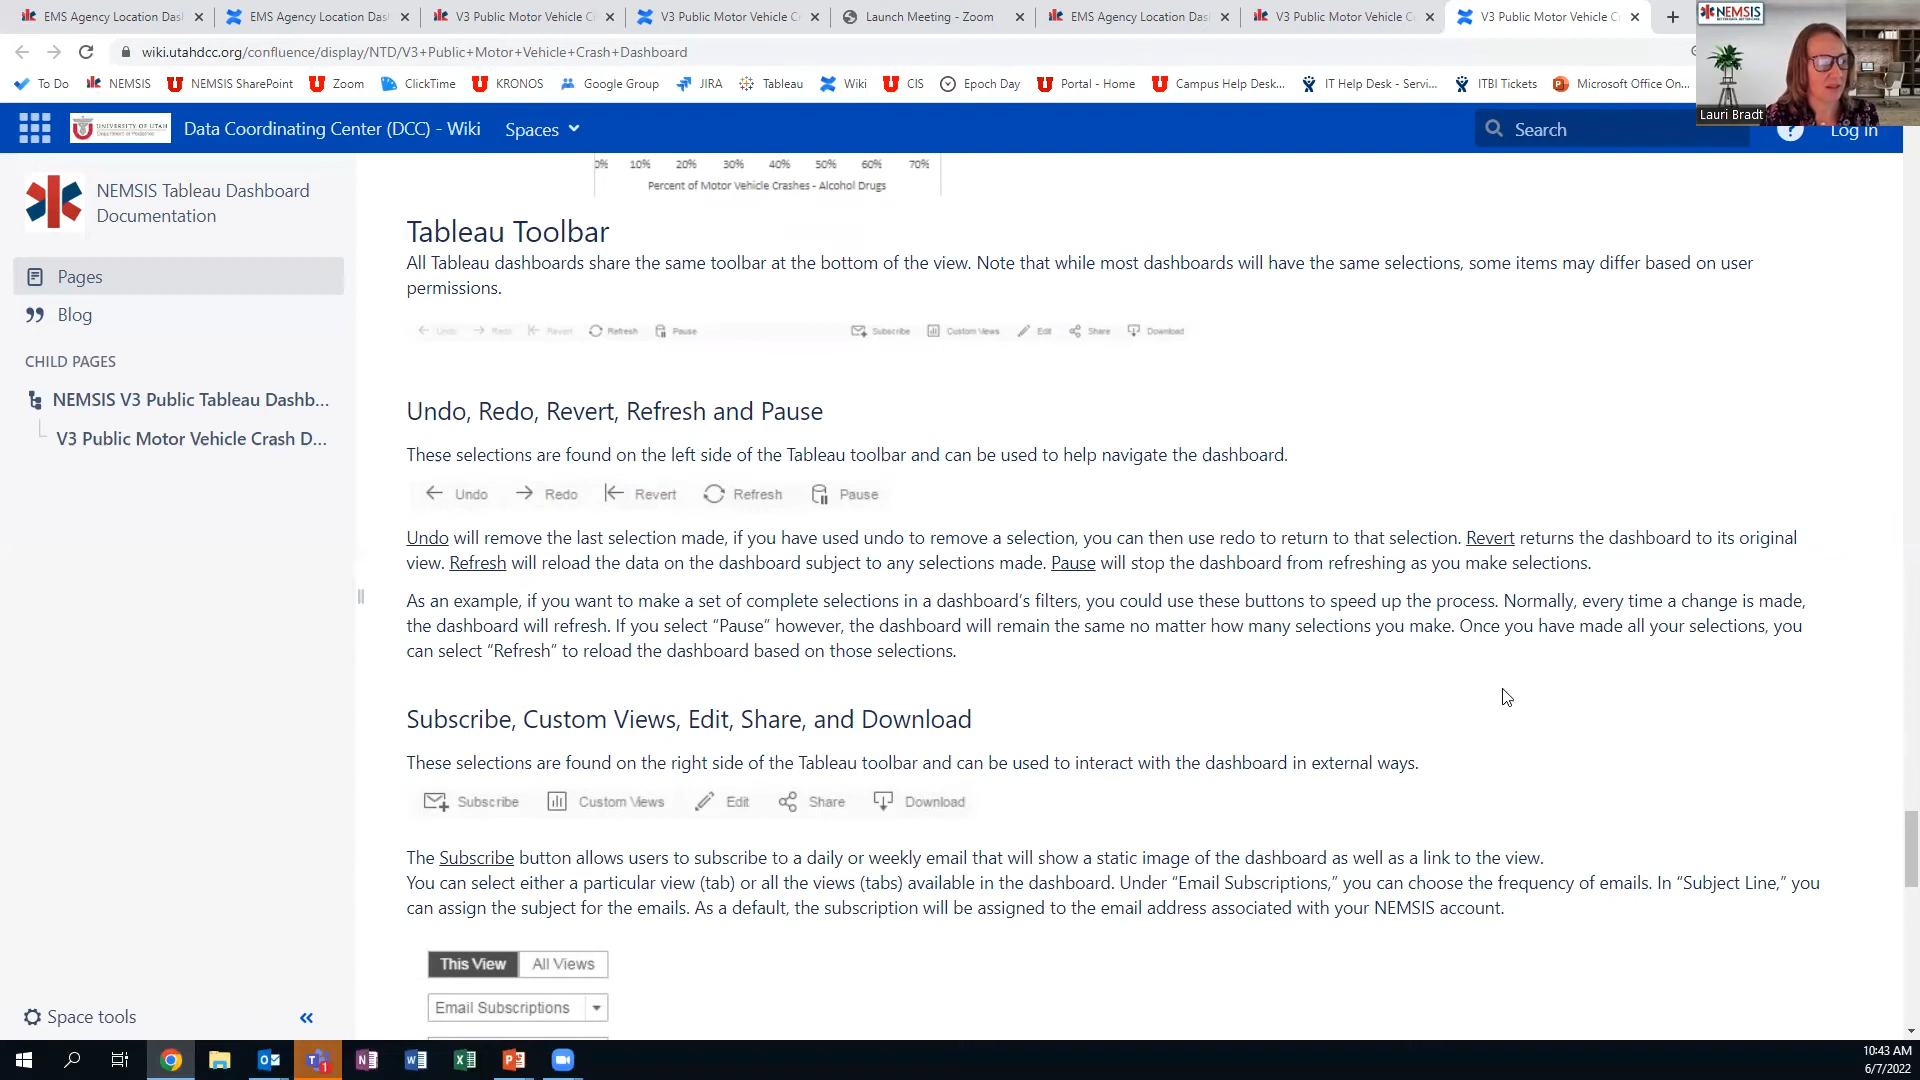 EMS Agency Location Das
EMS Agency Location Das
V3 Public Motor Vehicle C
V3 Public Motor Vehicle C
Launch Meeting - Zoom
EMS Agency Location Das
V3 Public Motor Vehicle C
V3 Public Motor Vehicle C
NEMSIS
wiki.utahdcc.org/confluence/display/NTD/V3+Public+Motor+Vehicle+Crash+Dashboard
To Do
NEMSIS
NEMSIS SharePoint
Zoom
ClickTime
KRONOS
Google Group
JIRA
Tableau
Wiki
CIS
Epoch Day
Portal - Home
Campus Help Desk...
IT Help Desk - Servi...
ITBI Tickets
Microsoft Office On...
Lauri Bradt
UNIVERSITY OF UTAH
Department of Pediatrics
Data Coordinating Center (DCC) - Wiki
Spaces
Search
Log in
NEMSIS Tableau Dashboard
Documentation
Pages
Blog
CHILD PAGES
NEMSIS V3 Public Tableau Dashb...
V3 Public Motor Vehicle Crash D...
Space tools
0% 10% 20% 30% 40% 50% 60% 70%
Percent of Motor Vehicle Crashes - Alcohol Drugs
Tableau Toolbar
All Tableau dashboards share the same toolbar at the bottom of the view. Note that while most dashboards will have the same selections, some items may differ based on user
permissions.
Undo Redo Revert Refresh Pause Subscribe Custom Views Edit Share Download
Undo, Redo, Revert, Refresh and Pause
These selections are found on the left side of the Tableau toolbar and can be used to help navigate the dashboard.
Undo Redo Revert Refresh Pause
Undo will remove the last selection made, if you have used undo to remove a selection, you can then use redo to return to that selection. Revert returns the dashboard to its original
view. Refresh will reload the data on the dashboard subject to any selections made. Pause will stop the dashboard from refreshing as you make selections.
As an example, if you want to make a set of complete selections in a dashboard’s filters, you could use these buttons to speed up the process. Normally, every time a change is made,
the dashboard will refresh. If you select “Pause” however, the dashboard will remain the same no matter how many selections you make. Once you have made all your selections, you
can select “Refresh” to reload the dashboard based on those selections.
Subscribe, Custom Views, Edit, Share, and Download
These selections are found on the right side of the Tableau toolbar and can be used to interact with the dashboard in external ways.
Subscribe Custom Views Edit Share Download
The Subscribe button allows users to subscribe to a daily or weekly email that will show a static image of the dashboard as well as a link to the view.
You can select either a particular view (tab) or all the views (tabs) available in the dashboard. Under “Email Subscriptions,” you can choose the frequency of emails. In “Subject Line,” you
can assign the subject for the emails. As a default, the subscription will be assigned to the email address associated with your NEMSIS account.
This View All Views
Email Subscriptions
10:43 AM
6/7/2022